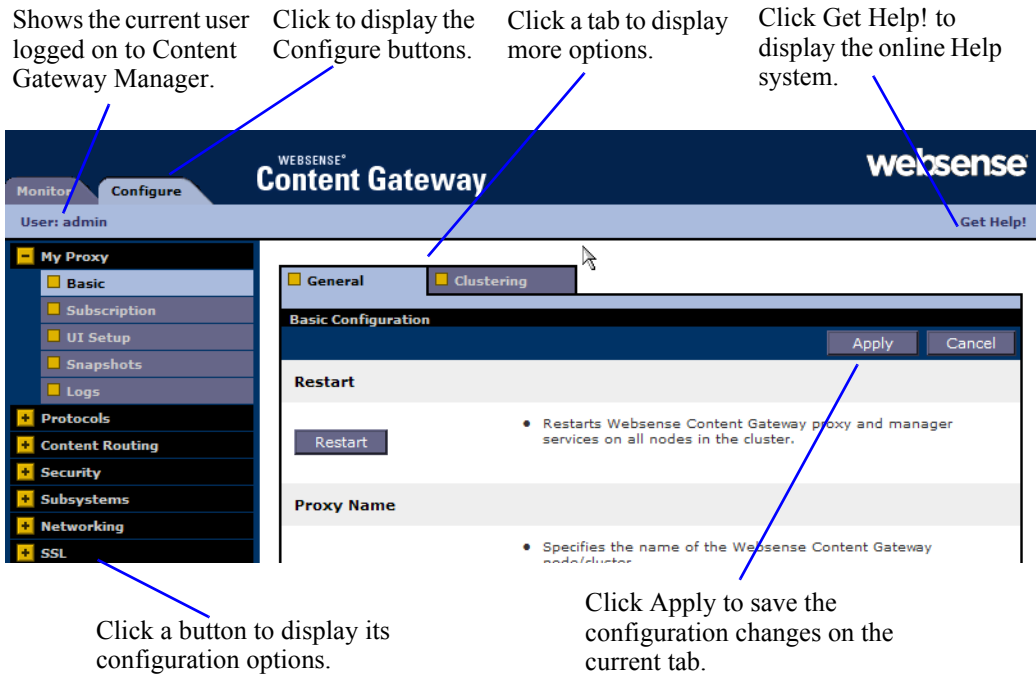 Shows the current user
logged on to Content
Gateway Manager.
Click to display the
Configure buttons.
Click a tab to display
more options.
Click Get Help! to
display the online Help
system.
Monitor
Configure
WEBSENSE®
Content Gateway
websense
User: admin
Get Help!
My Proxy
Basic
Subscription
UI Setup
Snapshots
Logs
Protocols
Content Routing
Security
Subsystems
Networking
SSL
General
Clustering
Basic Configuration
Apply
Cancel
Restart
Restart
• Restarts Websense Content Gateway proxy and manager
services on all nodes in the cluster.
Proxy Name
• Specifies the name of the Websense Content Gateway
node/cluster
Click a button to display its
configuration options.
Click Apply to save the
configuration changes on the
current tab.